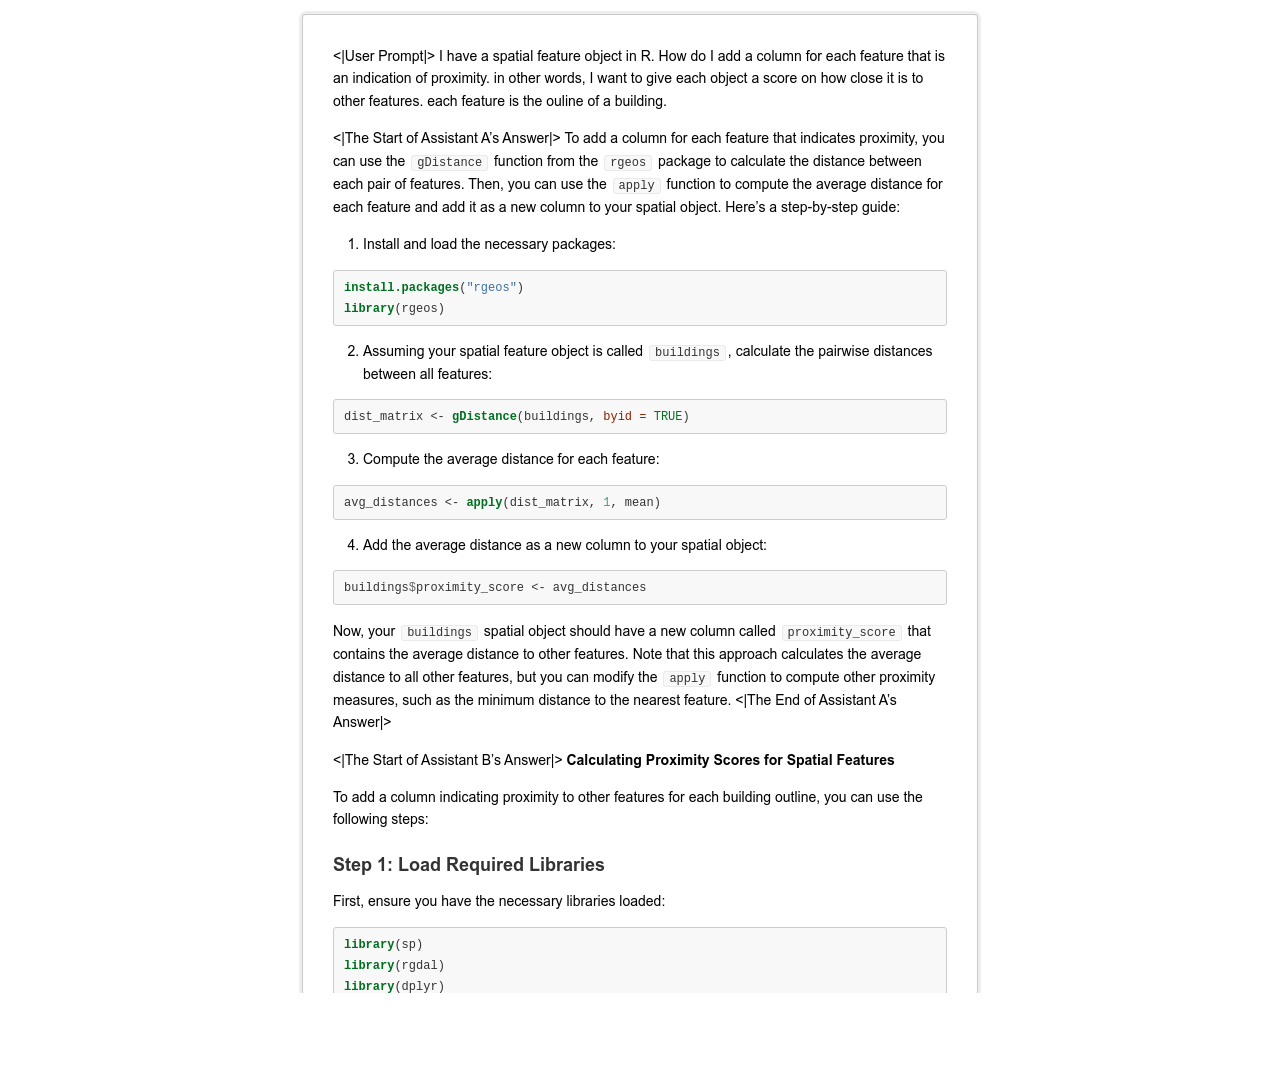 <|User Prompt|> I have a spatial feature object in R. How do I add a column for each feature that is
an indication of proximity. in other words, I want to give each object a score on how close it is to
other features. each feature is the ouline of a building.
<|The Start of Assistant A’s Answer|> To add a column for each feature that indicates proximity, you
can use the gDistance function from the rgeos package to calculate the distance between
each pair of features. Then, you can use the apply function to compute the average distance for
each feature and add it as a new column to your spatial object. Here’s a step-by-step guide:
1. Install and load the necessary packages:
install.packages("rgeos")
library(rgeos)
2. Assuming your spatial feature object is called buildings , calculate the pairwise distances
between all features:
dist_matrix <- gDistance(buildings, byid = TRUE)
3. Compute the average distance for each feature:
avg_distances <- apply(dist_matrix, 1, mean)
4. Add the average distance as a new column to your spatial object:
buildings$proximity_score <- avg_distances
Now, your buildings spatial object should have a new column called proximity_score that
contains the average distance to other features. Note that this approach calculates the average
distance to all other features, but you can modify the apply function to compute other proximity
measures, such as the minimum distance to the nearest feature. <|The End of Assistant A’s
Answer|>
<|The Start of Assistant B’s Answer|> Calculating Proximity Scores for Spatial Features
To add a column indicating proximity to other features for each building outline, you can use the
following steps:
Step 1: Load Required Libraries
First, ensure you have the necessary libraries loaded:
library(sp)
library(rgdal)
library(dplyr)